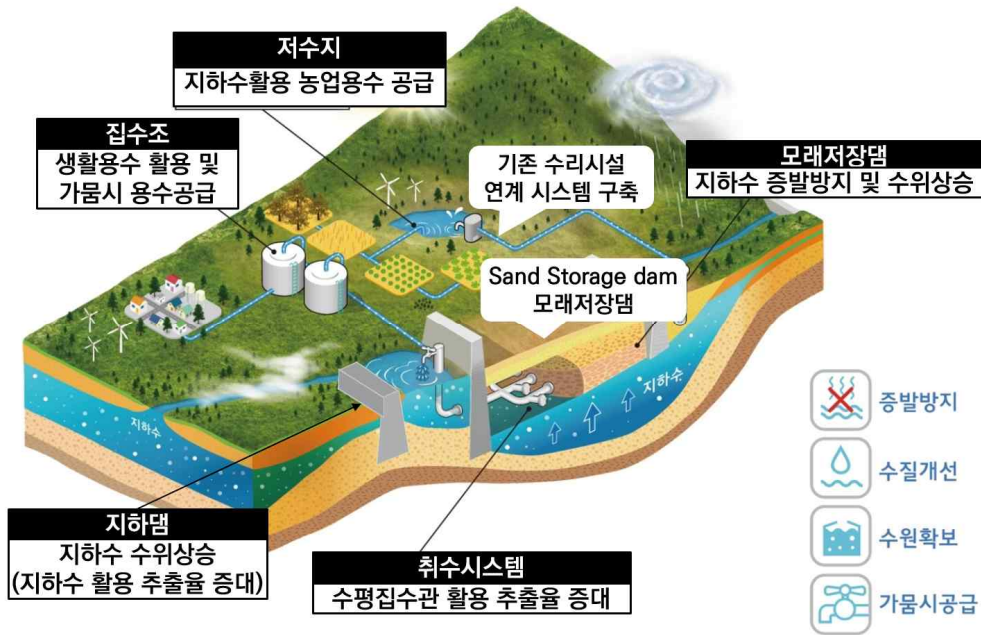 저수지
지하수활용 농업용수 공급
집수조
생활용수 활용 및
가뭄시 용수공급
기존 수리시설
연계 시스템 구축
모래저장댐
지하수 증발방지 및 수위상승
Sand Storage dam
모래저장댐
지하수
지하수
지하댐
지하수 수위상승
(지하수 활용 추출율 증대)
취수시스템
수평집수관 활용 추출율 증대
증발방지
수질개선
수원확보
가뭄시공급